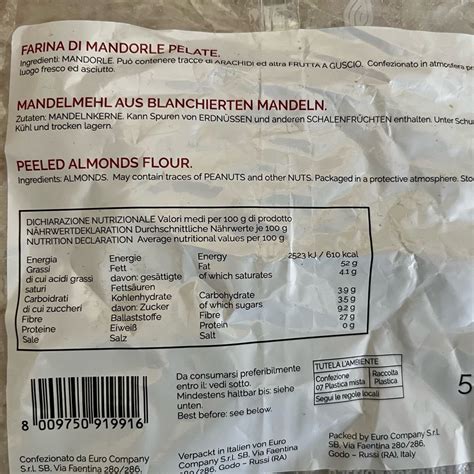 FARINA DI MANDORLE PELATE.
Ingredienti: MANDORLE. Può contenere tracce di ARACHIDI ed altra FRUTTA A GUSCIO. Confezionato in atmosfera pr
luogo fresco ed asciutto.
MANDELMEHL AUS BLANCHIERTEN MANDELN.
Zutaten: MANDELNKERNE. Kann Spuren von ERDNÜSSEN und anderen SCHALENFRÜCHTEN enthalten. Unter Schu
Kühl und trocken lagern.
PEELED ALMONDS FLOUR.
Ingredients: ALMONDS. May contain traces of PEANUTS and other NUTS. Packaged in a protective atmosphere. Sto
DICHIARAZIONE NUTRIZIONALE Valori medi per 100 g di prodotto
NÄHRWERTDEKLARATION Durchschnittliche Nährwerte je 100 g
NUTRITION DECLARATION Average nutritional values per 100 g
Energia Energie Energy 2523 kJ / 610 kcal
Grassi Fett Fat 52 g
di cui acidi grassi davon: gesättigte of which saturates 4.1 g
saturi Fettsäuren
Carboidrati Kohlenhydrate Carbohydrate 3.9 g
di cui zuccheri davon: Zucker of which sugars 3.5 g
Fibre Ballaststoffe Fibre 9.2 g
Proteine Eiweiß Protein 27 g
Sale Salz Salt 0 g
8 009750 919916
Da consumarsi preferibilmente
entro il: vedi sotto.
Mindestens haltbar bis: siehe
unten.
Best before: see below.
TUTELA L'AMBIENTE
Confezione Raccolta
07 Plastica mista Plastica
Segui le regole locali
5
Confezionato da Euro Company
S.r.l. SB, Via Faentina 280/286,
Verpackt in Italien von Euro
Company S.r.l. SB, Via Faentina
280/286, Godo – Russi (RA),
Packed by Euro Company S.r.l.
SB, Via Faentina 280/286,
Godo – Russi (RA), Italy